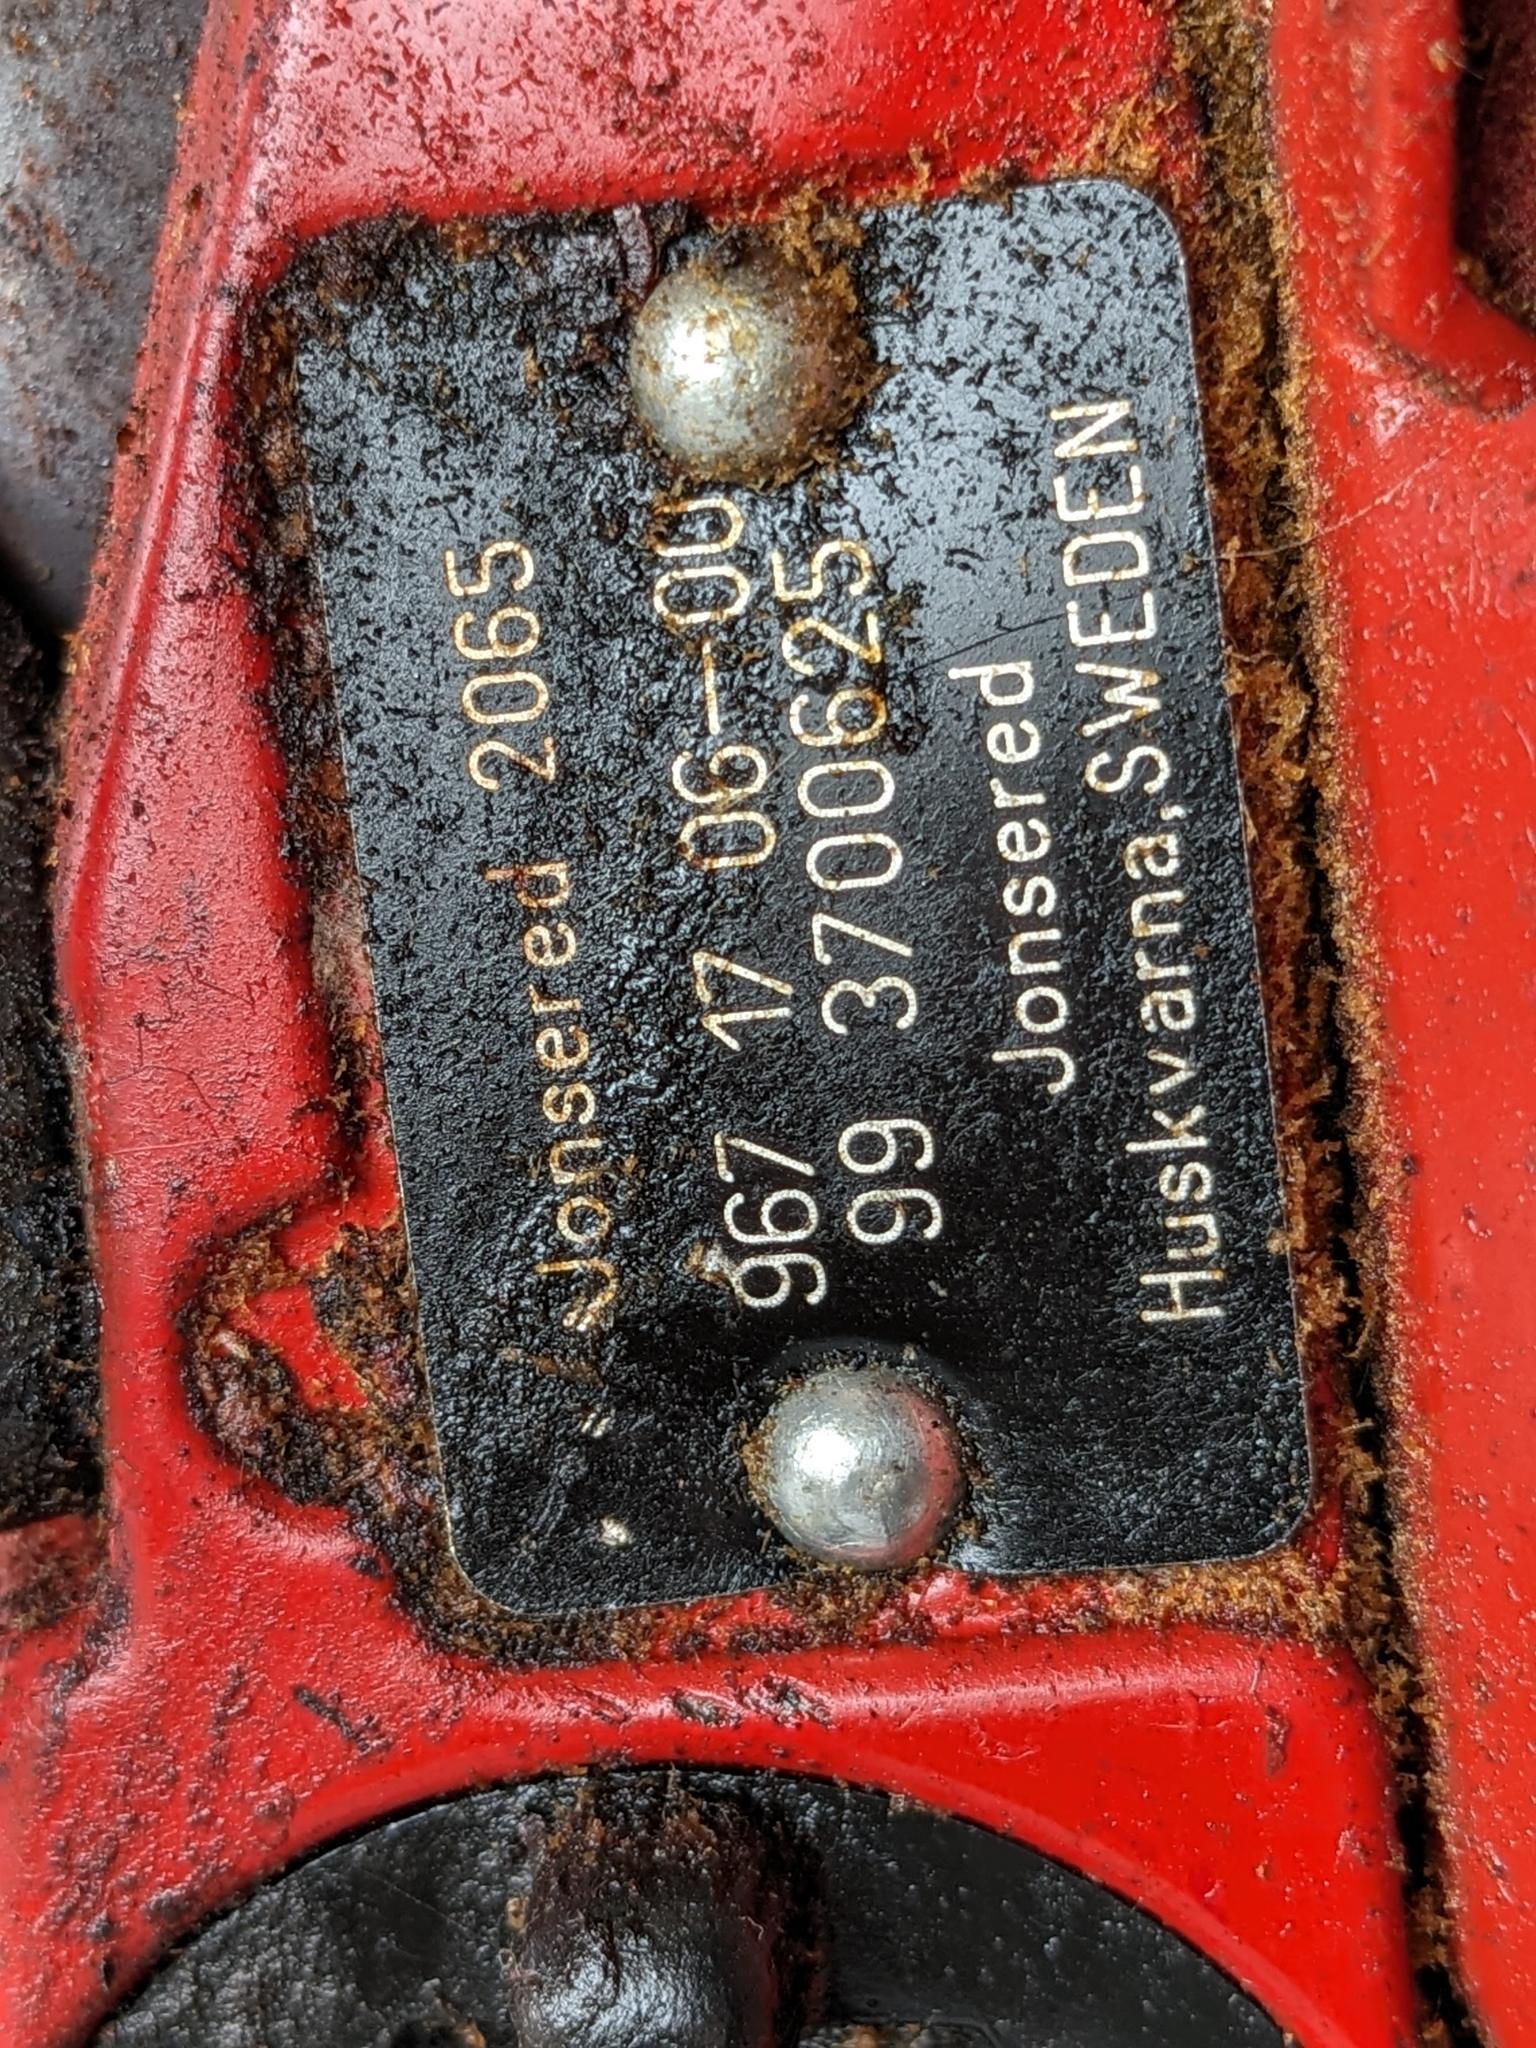 Jonsered 2065
967 17 06-00
99 3700625
Jonsered
Huskvarna, SWEDEN